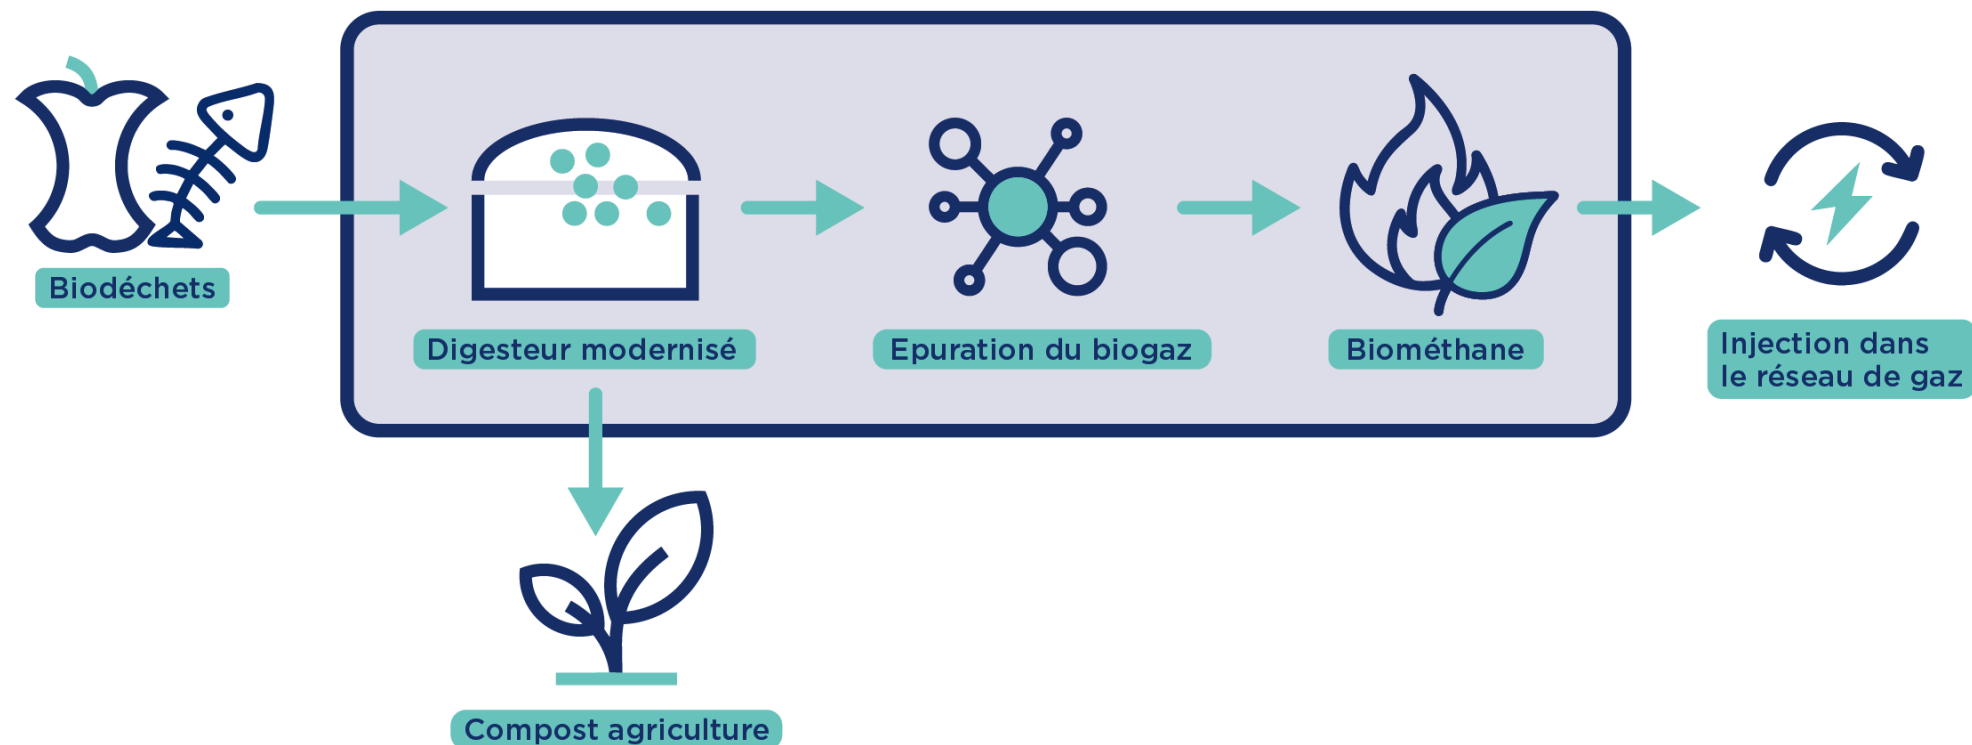 Biodéchets
Digesteur modernisé
Epuration du biogaz
Biométhane
Injection dans
le réseau de gaz
Compost agriculture